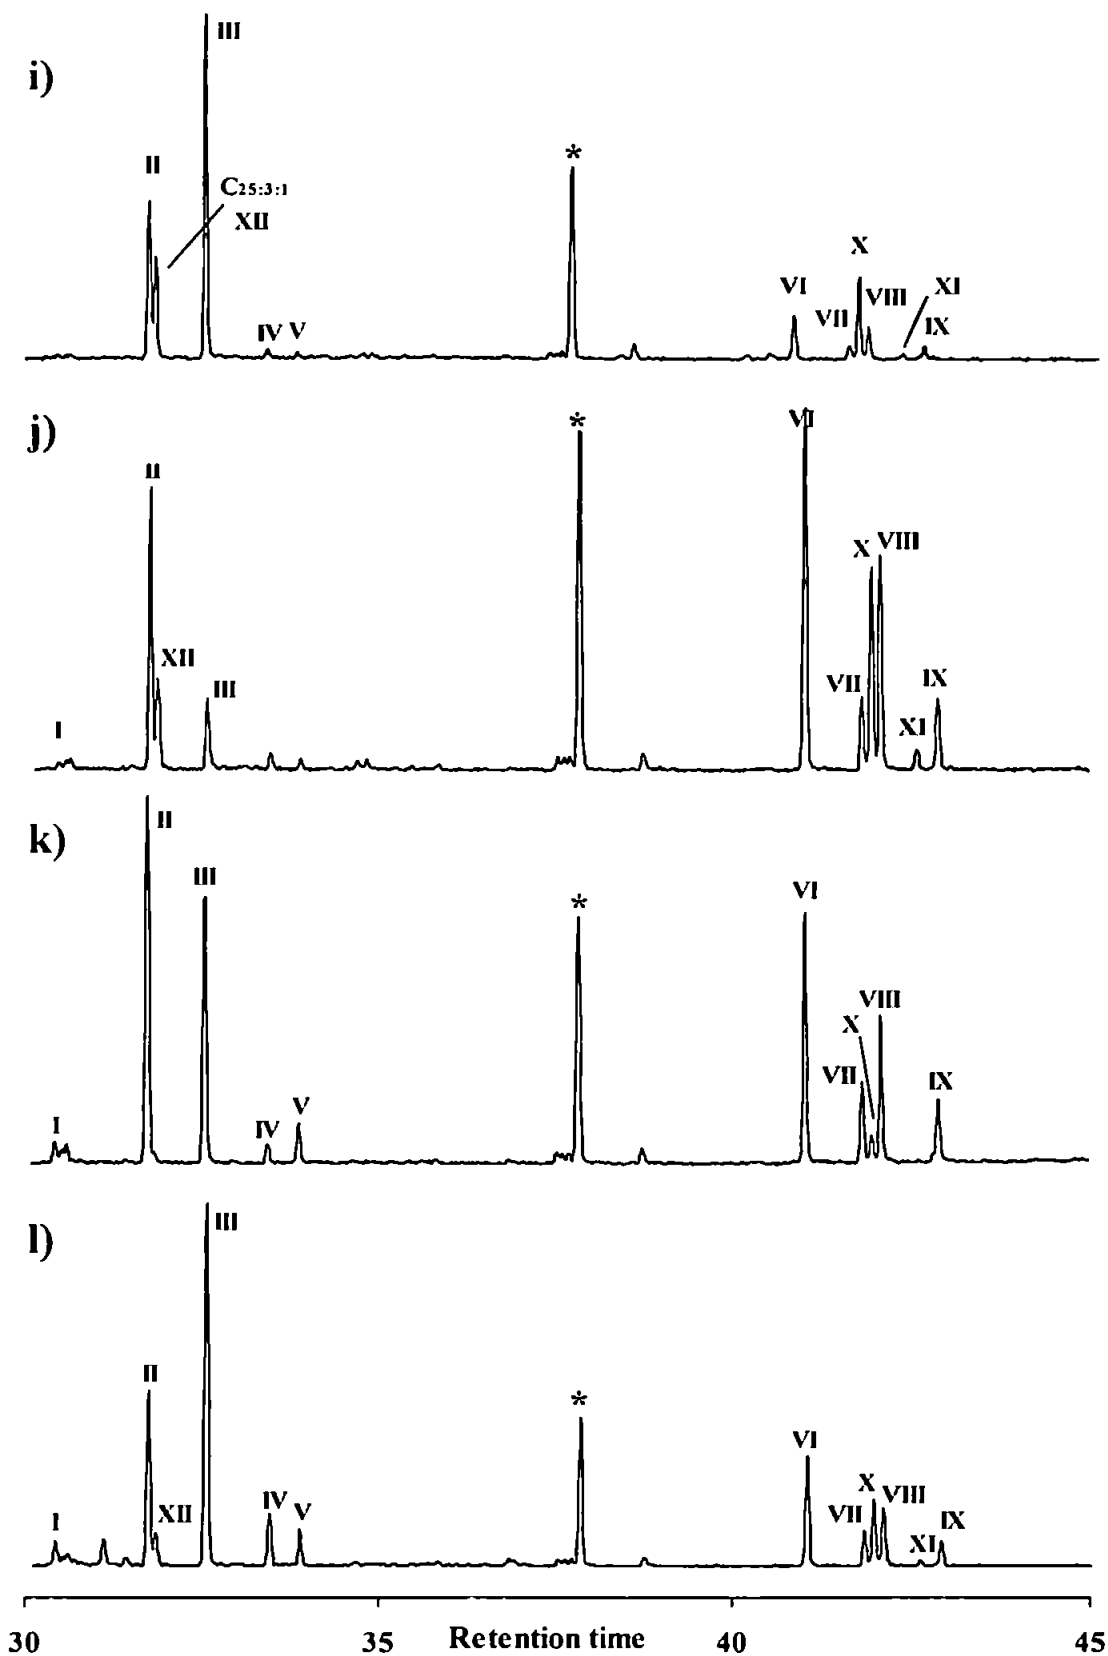 III
i)
II
*
C25:3:1
XII
X
VI
VIII
XI
VII
IV V
IX
j)
*
VI
II
X VIII
XII
VII
III
IX
I
XI
II
k)
III
VI
*
VIII
X
VII
IX
V
I
IV
III
l)
II
*
VI
X
IV
VIII
XII
V
VII
IX
I
XI
30
35
Retention time
40
45